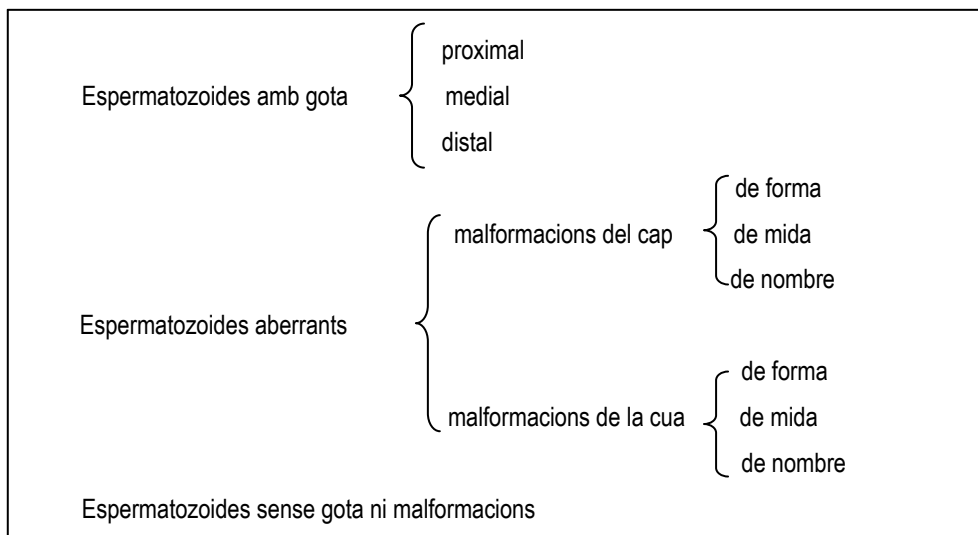 proximal
Espermatozoides amb gota
medial
distal
de forma
malformacions del cap
de mida
de nombre
Espermatozoides aberrants
de forma
malformacions de la cua
de mida
de nombre
Espermatozoides sense gota ni malformacions